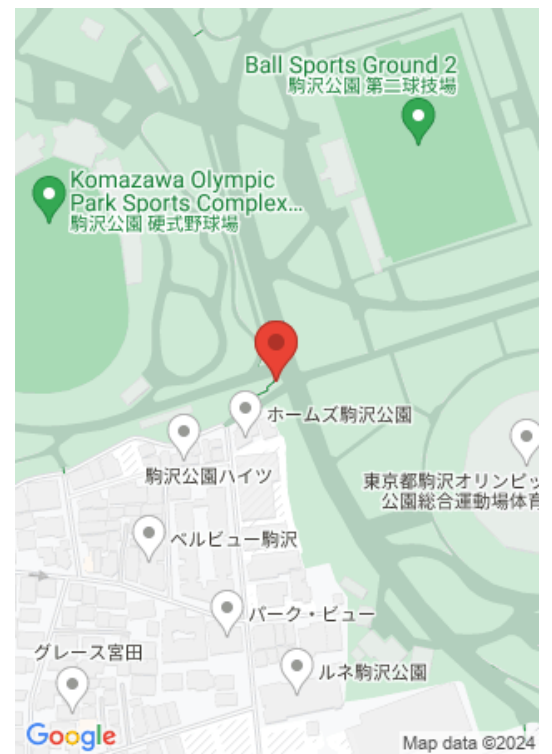 Ball Sports Ground 2
駒沢公園 第二球技場
Komazawa Olympic
Park Sports Complex...
駒沢公園 硬式野球場
ホームズ駒沢公園
駒沢公園ハイツ
東京都駒沢オリンピッ
公園総合運動場体育
ベルビュー駒沢
パーク・ビュー
グレース宮田
ルネ駒沢公園
Google
Map data ©2024